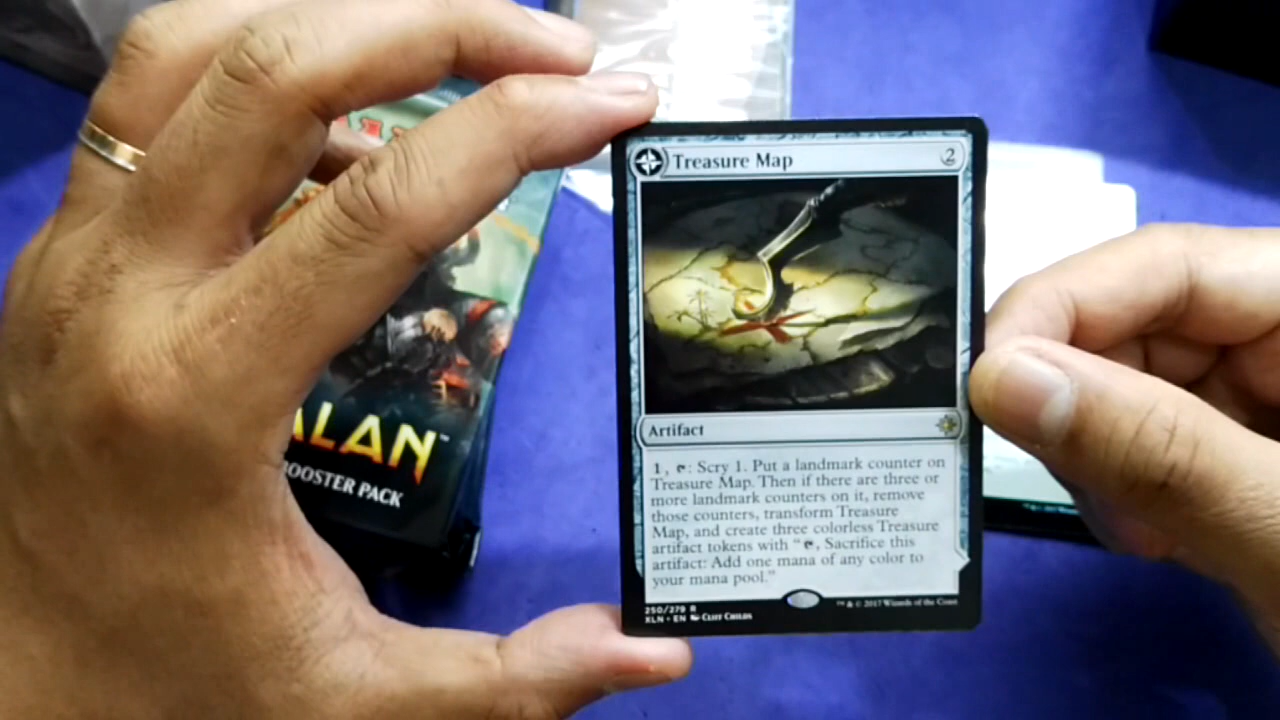 Treasure Map 2
Artifact
1, T: Scry 1. Put a landmark counter on
Treasure Map. Then if there are three or
more landmark counters on it, remove
those counters, transform Treasure
Map, and create three colorless Treasure
artifact tokens with “T, Sacrifice this
artifact: Add one mana of any color to
your mana pool.”
250/279 R
XLN • EN Cliff Childs
™ & © 2017 Wizards of the Coast
ALAN™
BOOSTER PACK